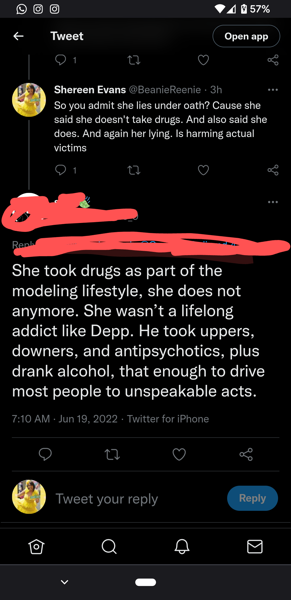 57%
Tweet
Open app
1
Shereen Evans @BeanieReenie · 3h
So you admit she lies under oath? Cause she
said she doesn't take drugs. And also said she
does. And again her lying. Is harming actual
victims
1
She took drugs as part of the
modeling lifestyle, she does not
anymore. She wasn't a lifelong
addict like Depp. He took uppers,
downers, and antipsychotics, plus
drank alcohol, that enough to drive
most people to unspeakable acts.
7:10 AM · Jun 19, 2022 · Twitter for iPhone
Tweet your reply
Reply